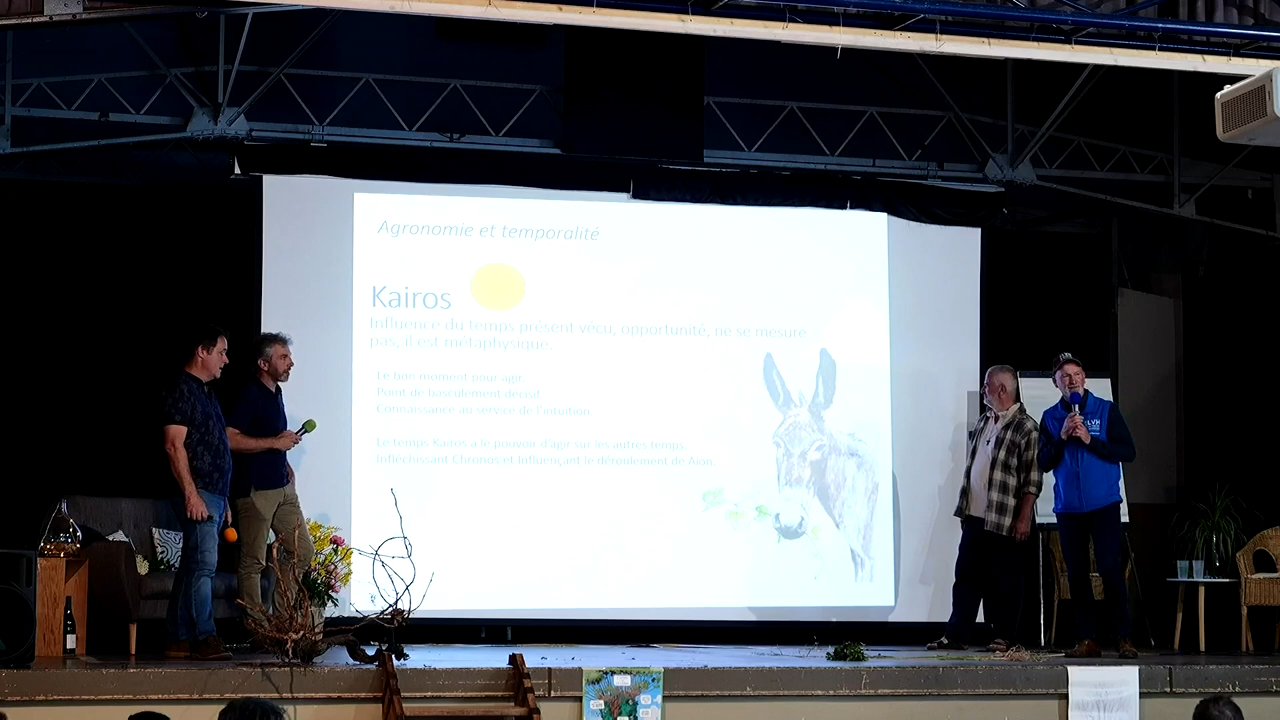 Agronomie et temporalité
Kairos
Influence du temps présent vécu, opportunité, ne se mesure
pas, il est métaphysique.
Le bon moment pour agir.
Point de basculement décisif
Connaissance au service de l'intuition
Le temps Kairos a le pouvoir d'agir sur les autres temps.
Infléchissant Chronos et Influençant le déroulement de Aion.
LVH